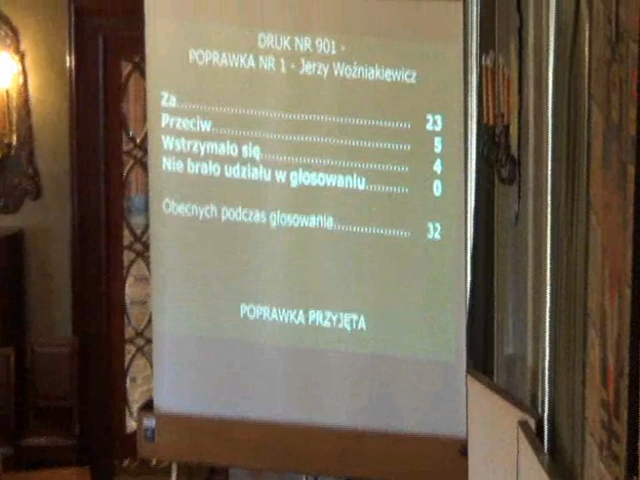 DRUK NR 901 -
POPRAWKA NR 1 - Jerzy Woźniakiewicz
Za.................................................. 23
Przeciw............................................. 5
Wstrzymało się................................. 4
Nie brało udziału w głosowaniu.......... 0
Obecnych podczas głosowania.................. 32
POPRAWKA PRZYJĘTA